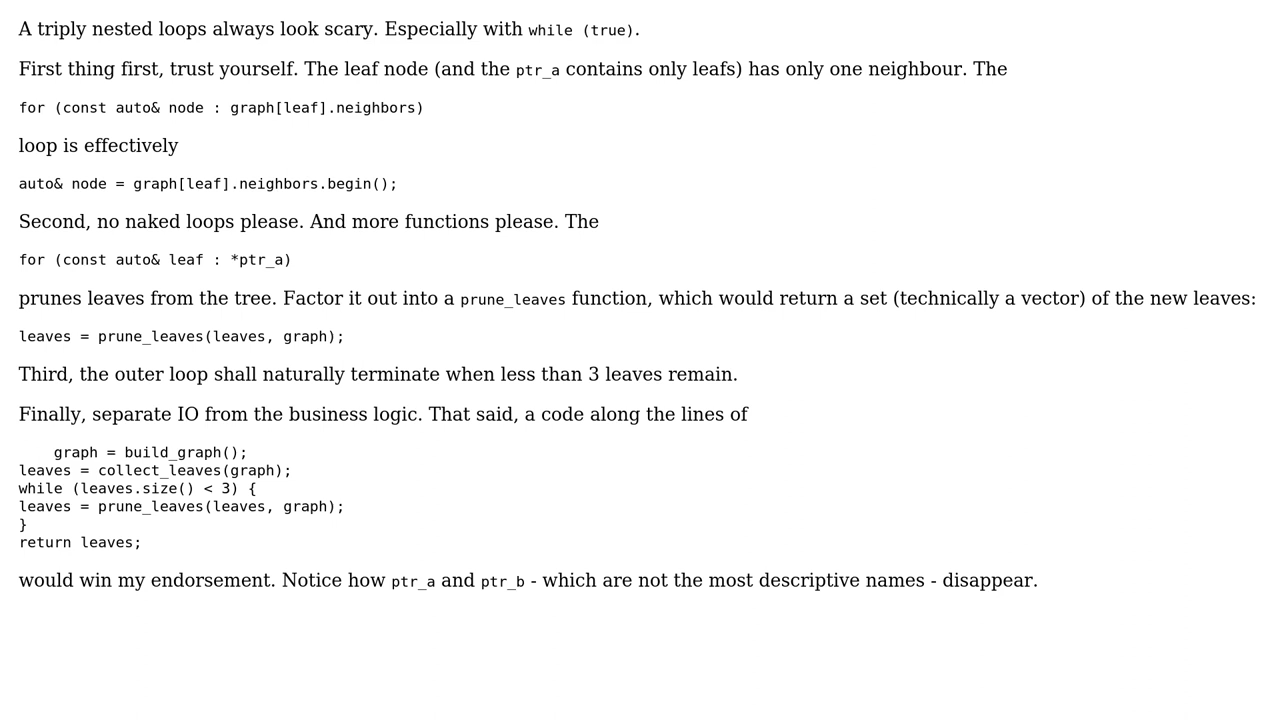 A triply nested loops always look scary. Especially with while (true).
First thing first, trust yourself. The leaf node (and the ptr_a contains only leafs) has only one neighbour. The
for (const auto& node : graph[leaf].neighbors)
loop is effectively
auto& node = graph[leaf].neighbors.begin();
Second, no naked loops please. And more functions please. The
for (const auto& leaf : *ptr_a)
prunes leaves from the tree. Factor it out into a prune_leaves function, which would return a set (technically a vector) of the new leaves:
leaves = prune_leaves(leaves, graph);
Third, the outer loop shall naturally terminate when less than 3 leaves remain.
Finally, separate IO from the business logic. That said, a code along the lines of
    graph = build_graph();
leaves = collect_leaves(graph);
while (leaves.size() < 3) {
leaves = prune_leaves(leaves, graph);
}
return leaves;
would win my endorsement. Notice how ptr_a and ptr_b - which are not the most descriptive names - disappear.